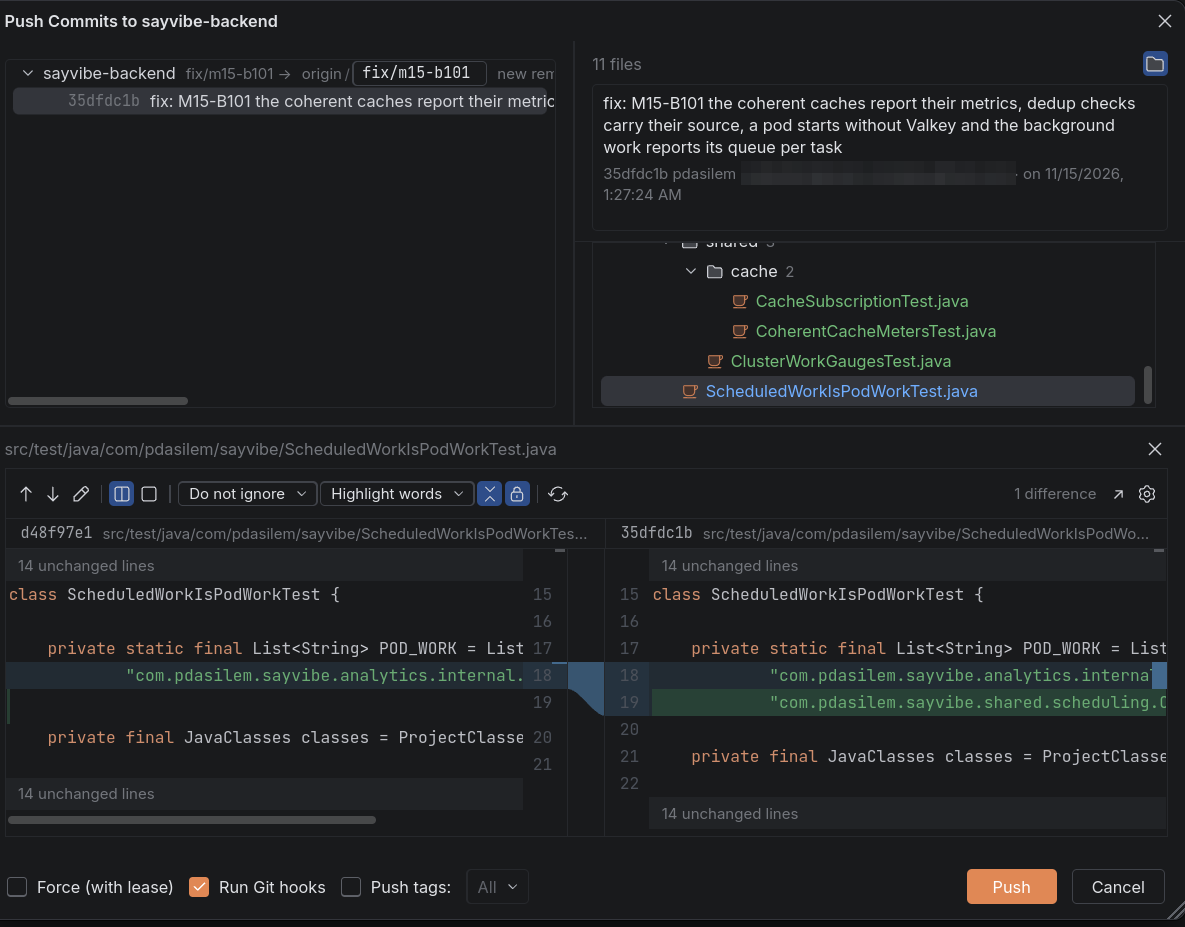 Push Commits to sayvibe-backend
sayvibe-backend fix/m15-b101 → origin / fix/m15-b101 new rem
35dfdc1b fix: M15-B101 the coherent caches report their metric
11 files
fix: M15-B101 the coherent caches report their metrics, dedup checks
carry their source, a pod starts without Valkey and the background
work reports its queue per task
35dfdc1b pdasilem on 11/15/2026,
1:27:24 AM
shared 3
cache 2
CacheSubscriptionTest.java
CoherentCacheMetersTest.java
ClusterWorkGaugesTest.java
ScheduledWorkIsPodWorkTest.java
src/test/java/com/pdasilem/sayvibe/ScheduledWorkIsPodWorkTest.java
Do not ignore
Highlight words
1 difference
d48f97e1 src/test/java/com/pdasilem/sayvibe/ScheduledWorkIsPodWorkTes...
14 unchanged lines
class ScheduledWorkIsPodWorkTest { 15
16
private static final List<String> POD_WORK = List 17
"com.pdasilem.sayvibe.analytics.internal. 18
19
private final JavaClasses classes = ProjectClasse 20
21
14 unchanged lines
35dfdc1b src/test/java/com/pdasilem/sayvibe/ScheduledWorkIsPodWo...
14 unchanged lines
15 class ScheduledWorkIsPodWorkTest {
16
17 private static final List<String> POD_WORK = List
18 "com.pdasilem.sayvibe.analytics.interna
19 "com.pdasilem.sayvibe.shared.scheduling.C
20
21 private final JavaClasses classes = ProjectClasse
22
14 unchanged lines
Force (with lease)
Run Git hooks
Push tags:
All
Push
Cancel